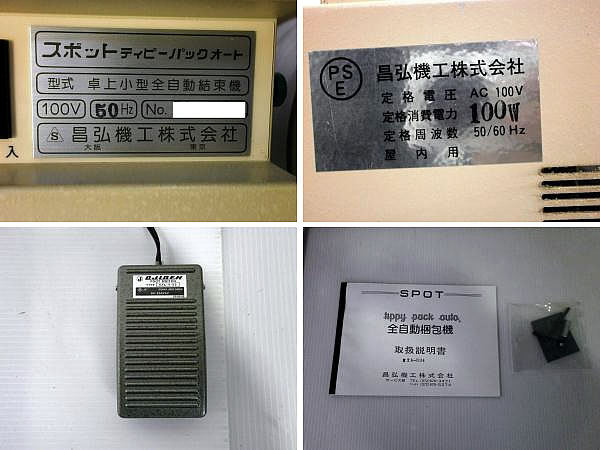 スポットティピーパックオート
型式 卓上小型全自動結束機
100V 50Hz No.
S 昌弘機工株式会社
大阪 東京
入
PSE 昌弘機工株式会社
定格電圧 AC 100V
定格消費電力 100W
定格周波数 50/60 Hz
屋内用
OJIDEN
SPOT
tippy pack auto.
全自動梱包機
取扱説明書
昌弘機工株式会社